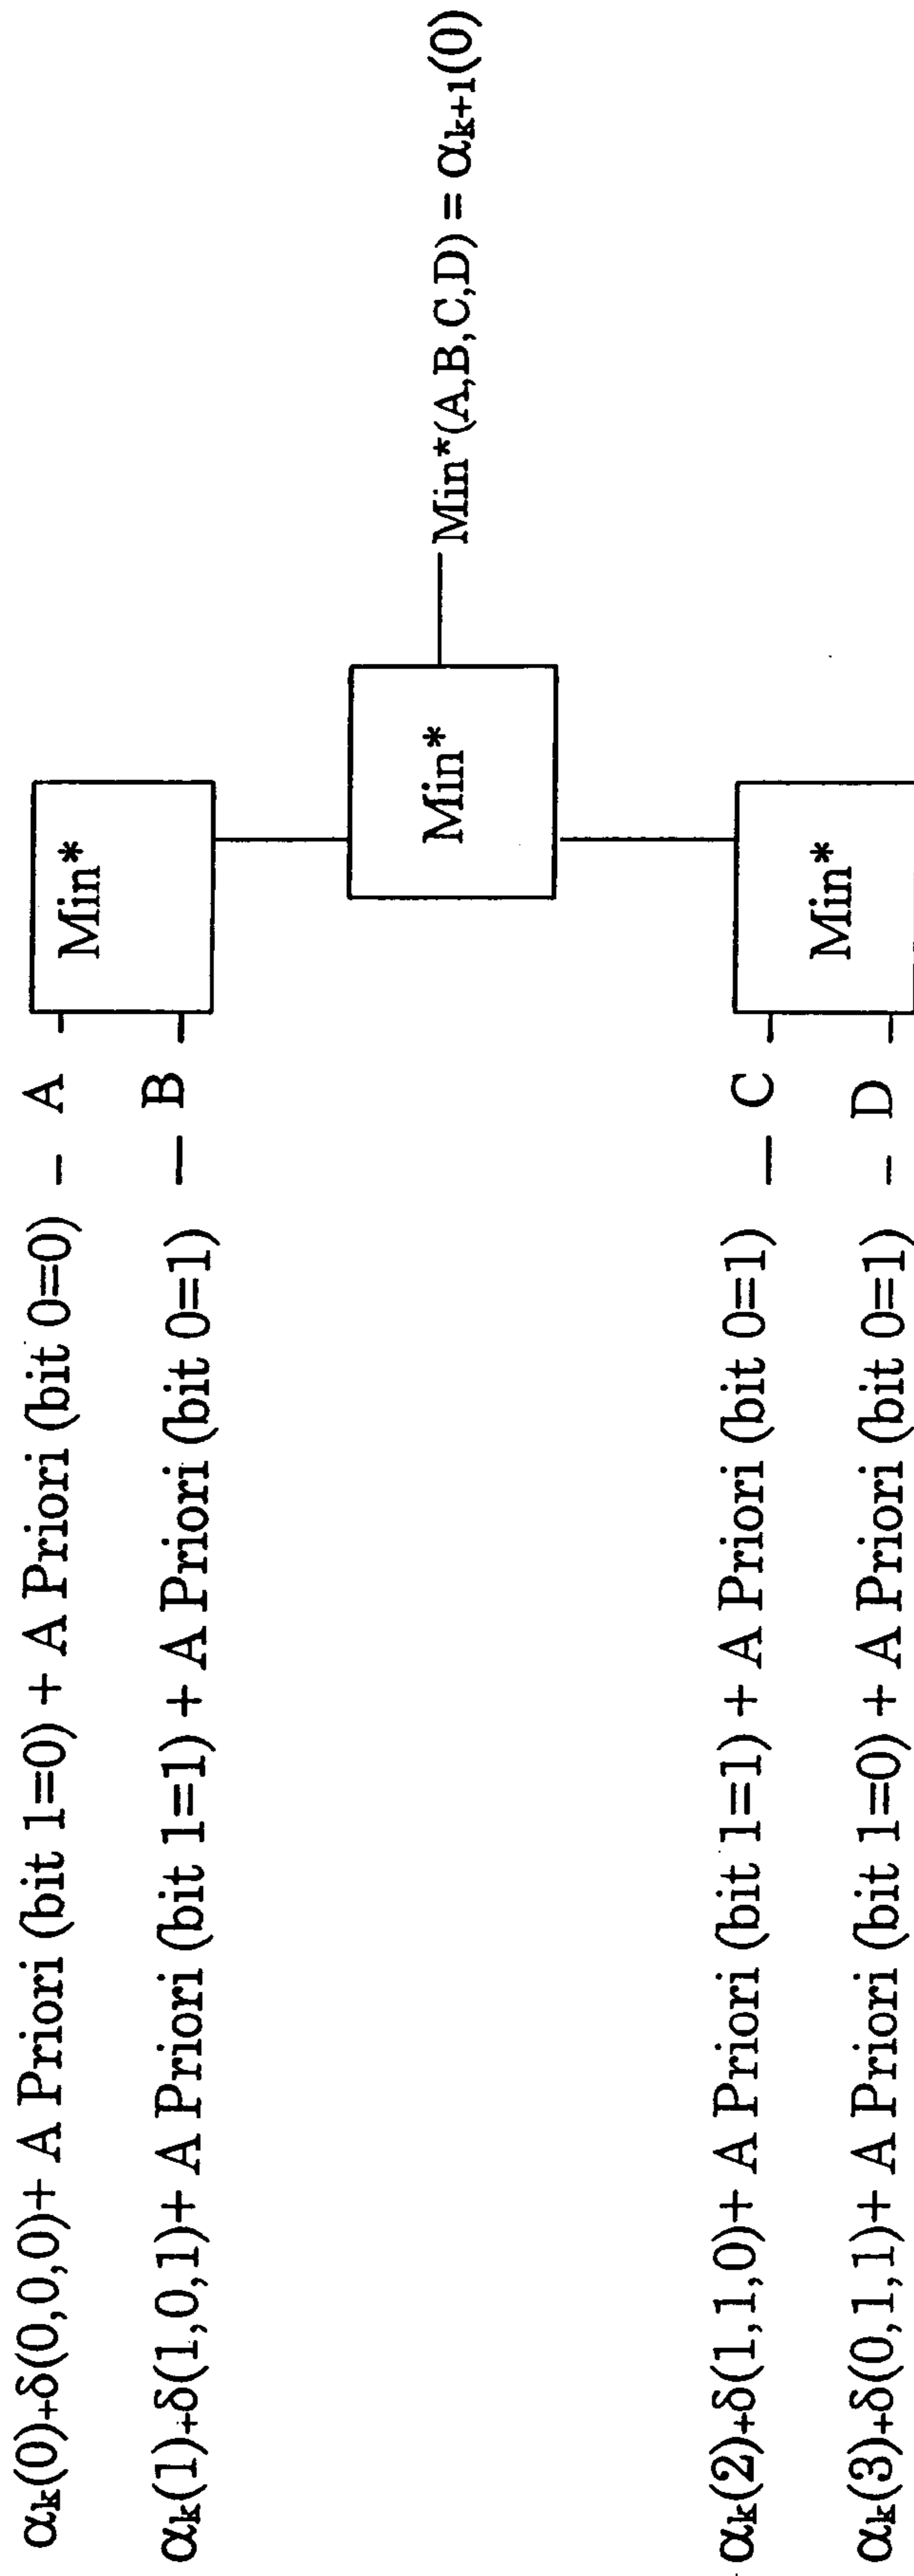 αk(0)+δ(0,0,0)+ A Priori (bit 1=0) + A Priori (bit 0=0) – A
Min*
αk(1)+δ(1,0,1)+ A Priori (bit 1=1) + A Priori (bit 0=1) — B
Min*
Min*(A,B,C,D) = αk+1(0)
αk(2)+δ(1,1,0)+ A Priori (bit 1=1) + A Priori (bit 0=1) — C
Min*
αk(3)+δ(0,1,1)+ A Priori (bit 1=0) + A Priori (bit 0=1) – D